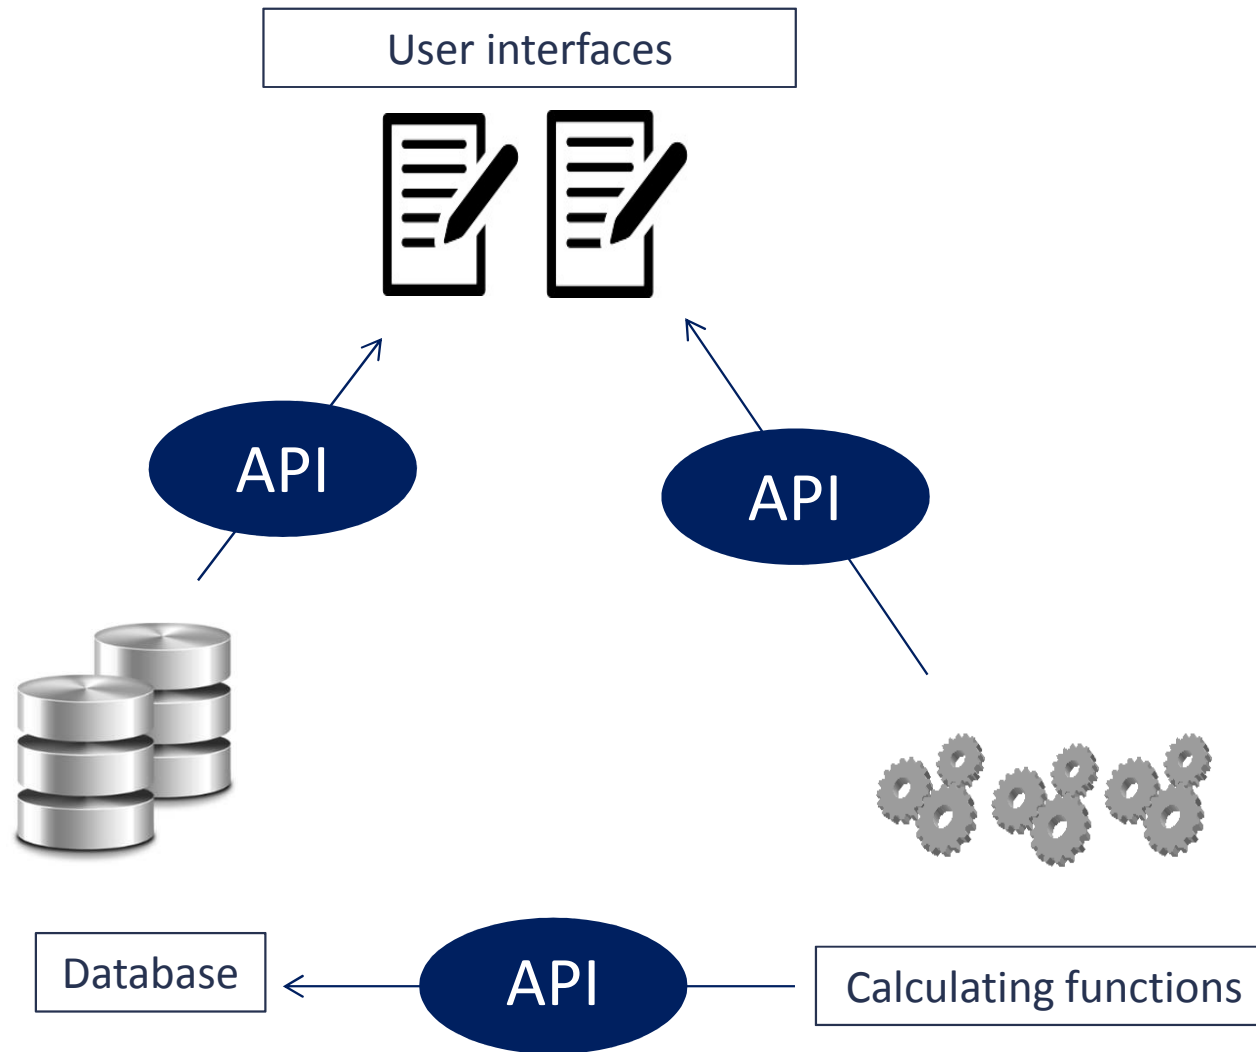 User interfaces
API
API
Database
API
Calculating functions